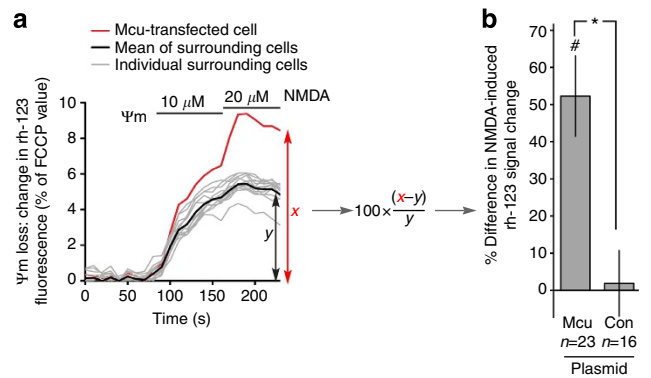 a
Mcu-transfected cell
Mean of surrounding cells
Individual surrounding cells
10 μM 20 μM NMDA
Ψm
Ψm loss: change in rh-123
fluorescence (% of FCCP value)
10
8
6
4
2
0
0 50 100 150 200
Time (s)
y
x
100×(x–y)/y
b
% Difference in NMDA-induced
rh-123 signal change
70
60
50
40
30
20
10
0
*
#
Mcu Con
n=23 n=16
Plasmid